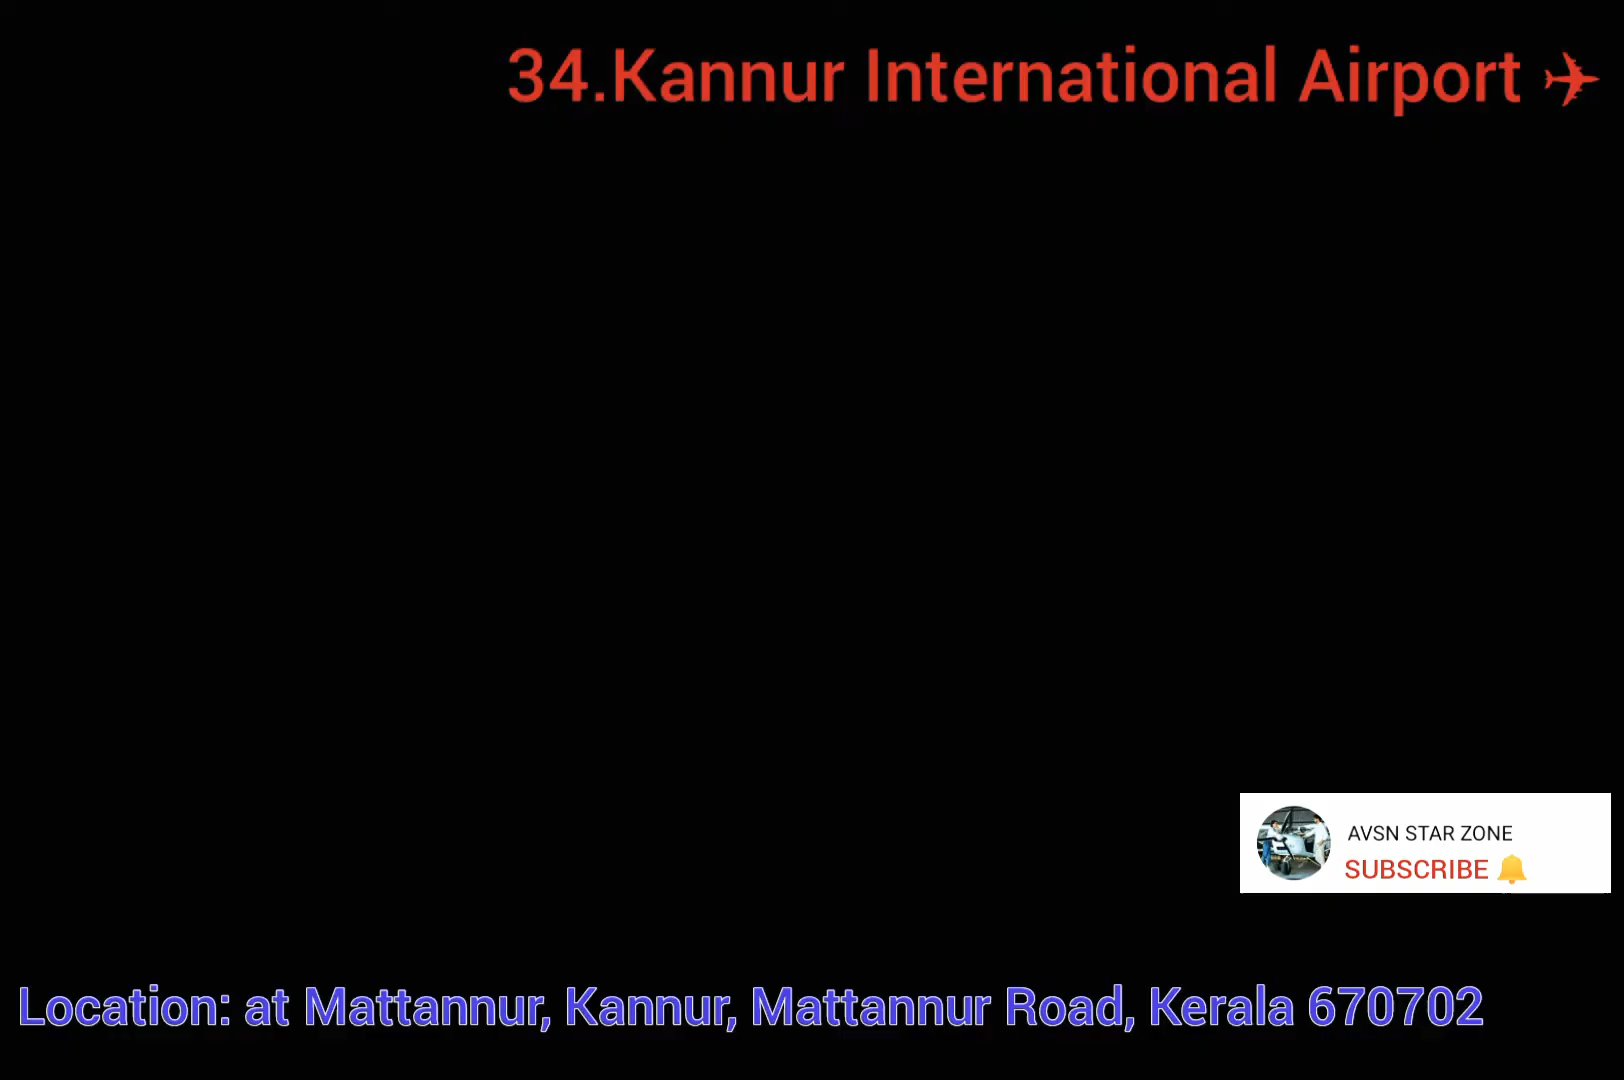 34.Kannur International Airport ✈
AVSN STAR ZONE
SUBSCRIBE 🔔
Location: at Mattannur, Kannur, Mattannur Road, Kerala 670702